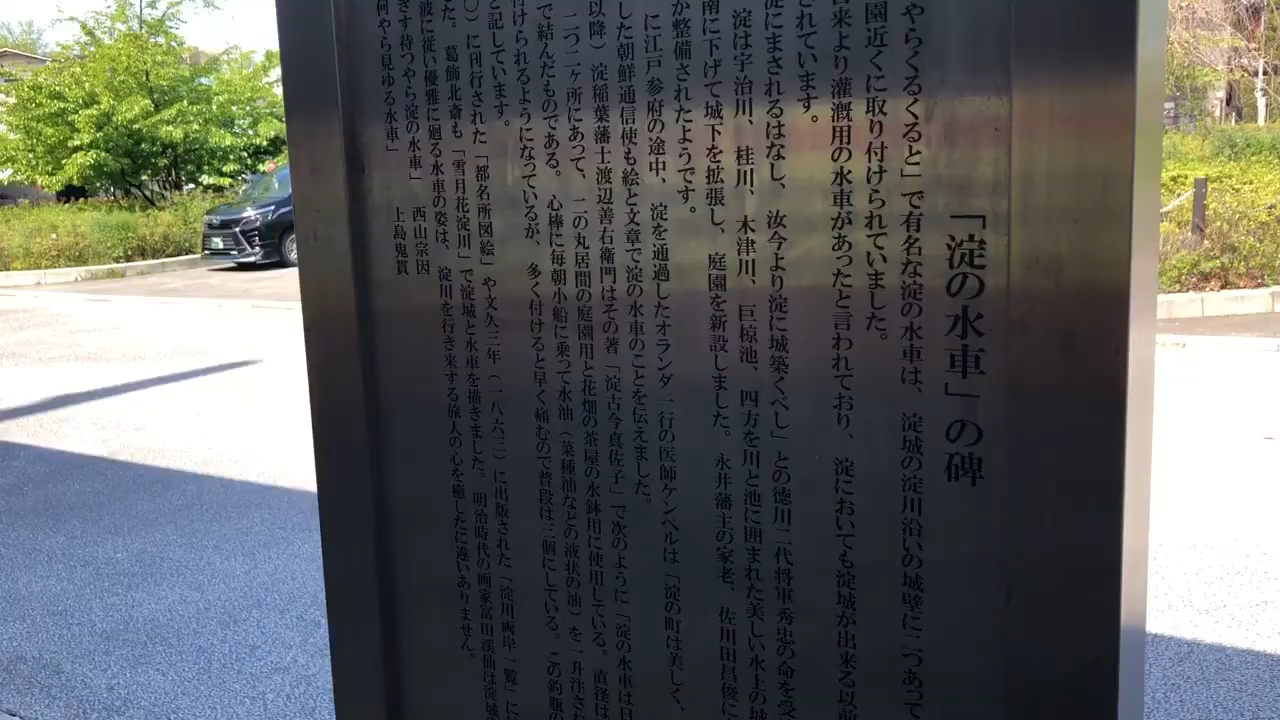 「淀の水車」の碑
やらくるくると」で有名な淀の水車は、淀城の淀川沿いの城壁に二つあって
園近くに取り付けられていました。
来より灌漑用の水車があったと言われており、淀においても淀城が出来る以前
されています。
淀にまされるはなし、汝今より淀に城築くべし」との徳川二代将軍秀忠の命を受
淀は宇治川、桂川、木津川、巨椋池、四方を川と池に囲まれた美しい水上の城
南に下げて城下を拡張し、庭園を新設しました。永井藩主の家老、佐川田昌俊に
が整備されたようです。
に江戸参府の途中、淀を通過したオランダ一行の医師ケンペルは「淀の町は美しく、
した朝鮮通信使も絵と文章で淀の水車のことを伝えました。
以降）淀稲葉藩士渡辺善右衛門はその著「淀古今真佐子」で次のように「淀の水車は日
二、二ヶ所にあって、二の丸居間の庭園用と花畑の茶屋の水鉢用に使用している。直径は
で結んだものである。心棒に毎朝小船に乗って水油（菜種油などの液状の油）を一升注され
付けられるようになっているが、多く付けると早く痛むので普段は三個にしている。この釣瓶の
と記しています。
〇）に刊行された「都名所図絵」や文久三年（一八六三）に出版された「淀川両岸一覧」に
た。葛飾北斎も「雪月花淀川」で淀城と水車を描きました。明治時代の画家富田渓仙は淀城
波に従い優雅に廻る水車の姿は、淀川を行き来する旅人の心を癒したに違いありません。
ぎす待つやら淀の水車」　西山宗因
何やら見ゆる水車」　上島鬼貫